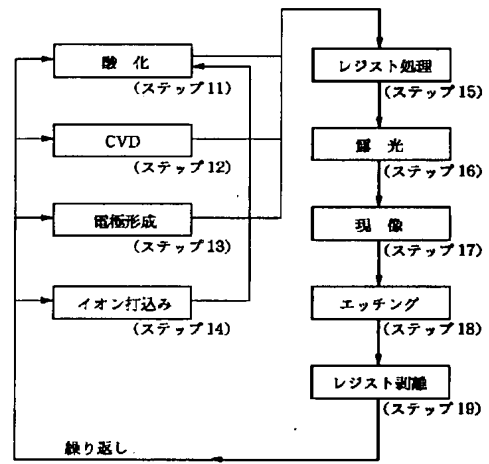 酸 化
(ステップ11)
CVD
(ステップ12)
電極形成
(ステップ13)
イオン打込み
(ステップ14)
レジスト処理
(ステップ15)
露 光
(ステップ16)
現 像
(ステップ17)
エッチング
(ステップ18)
レジスト剥離
(ステップ19)
繰り返し